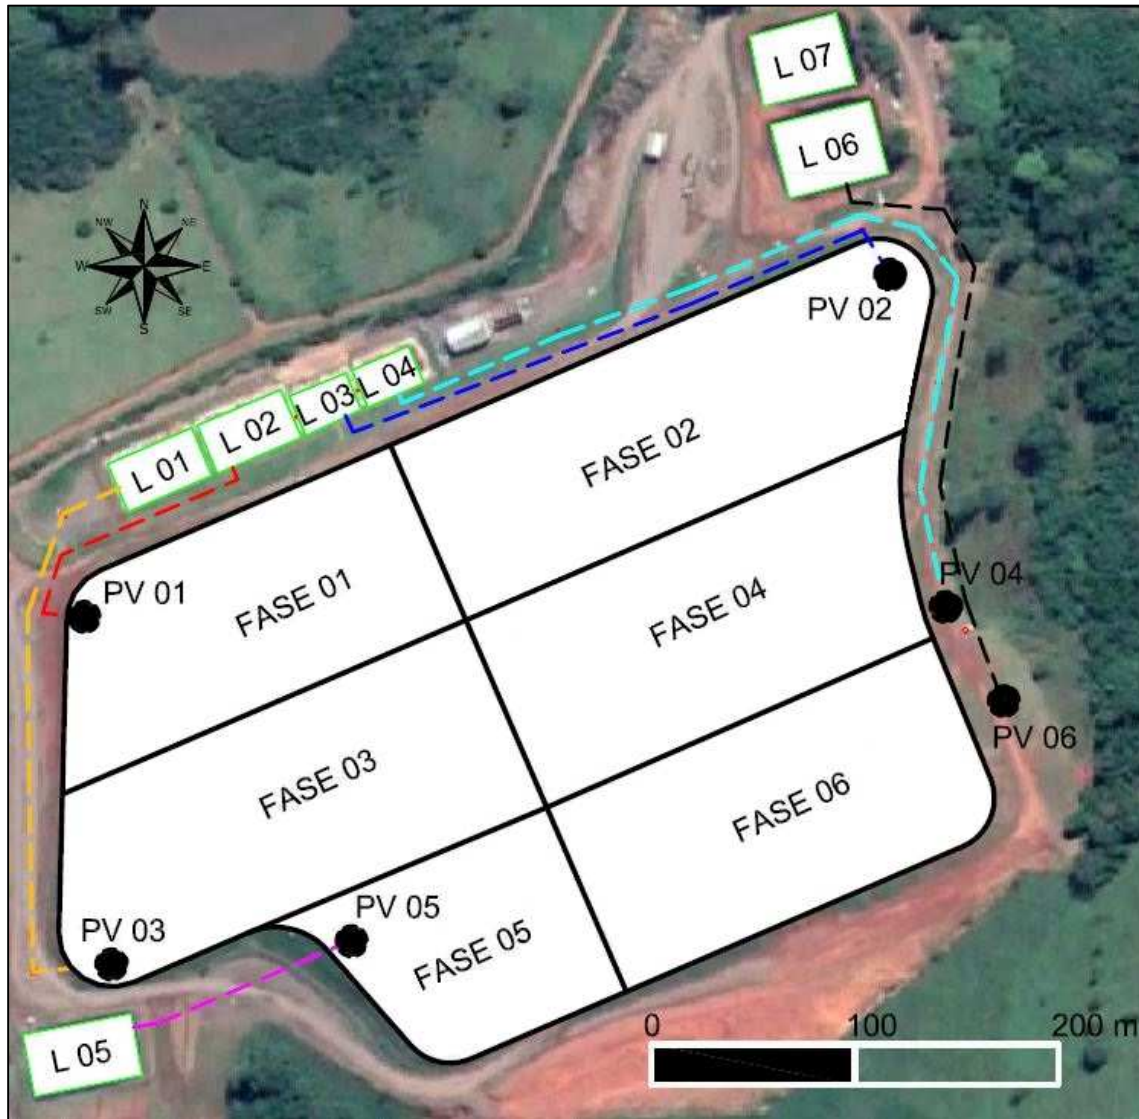 L 07
L 06
N
NW
NE
W
E
SW
SE
S
PV 02
L 04
L 03
L 02
L 01
FASE 02
PV 01
FASE 01
FASE 04
PV 04
PV 06
FASE 03
FASE 06
PV 05
PV 03
FASE 05
L 05
0 100 200 m